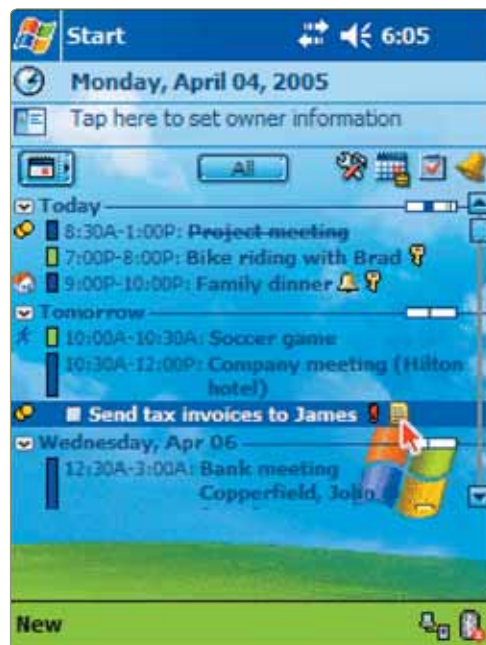 Start 6:05
Monday, April 04, 2005
Tap here to set owner information
All
Today
8:30A-1:00P: Project meeting
7:00P-8:00P: Bike riding with Brad
9:00P-10:00P: Family dinner
Tomorrow
10:00A-10:30A: Soccer game
10:30A-12:00P: Company meeting (Hilton
hotel)
Send tax invoices to James
Wednesday, Apr 06
12:30A-3:00A: Bank meeting
Copperfield, John
New